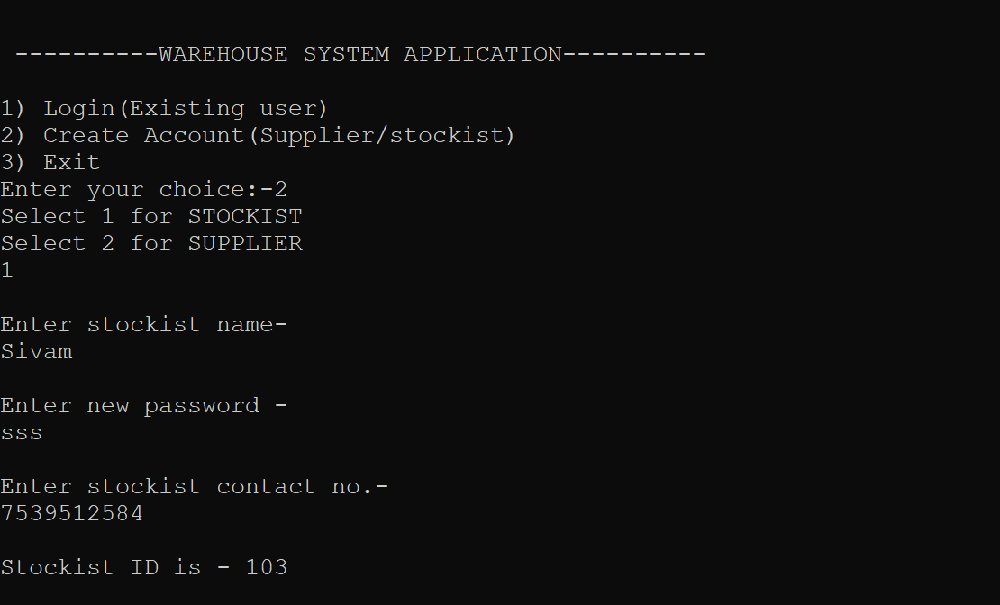 ----------WAREHOUSE SYSTEM APPLICATION----------
1) Login(Existing user)
2) Create Account(Supplier/stockist)
3) Exit
Enter your choice:-2
Select 1 for STOCKIST
Select 2 for SUPPLIER
1
Enter stockist name-
Sivam
Enter new password -
sss
Enter stockist contact no.-
7539512584
Stockist ID is - 103